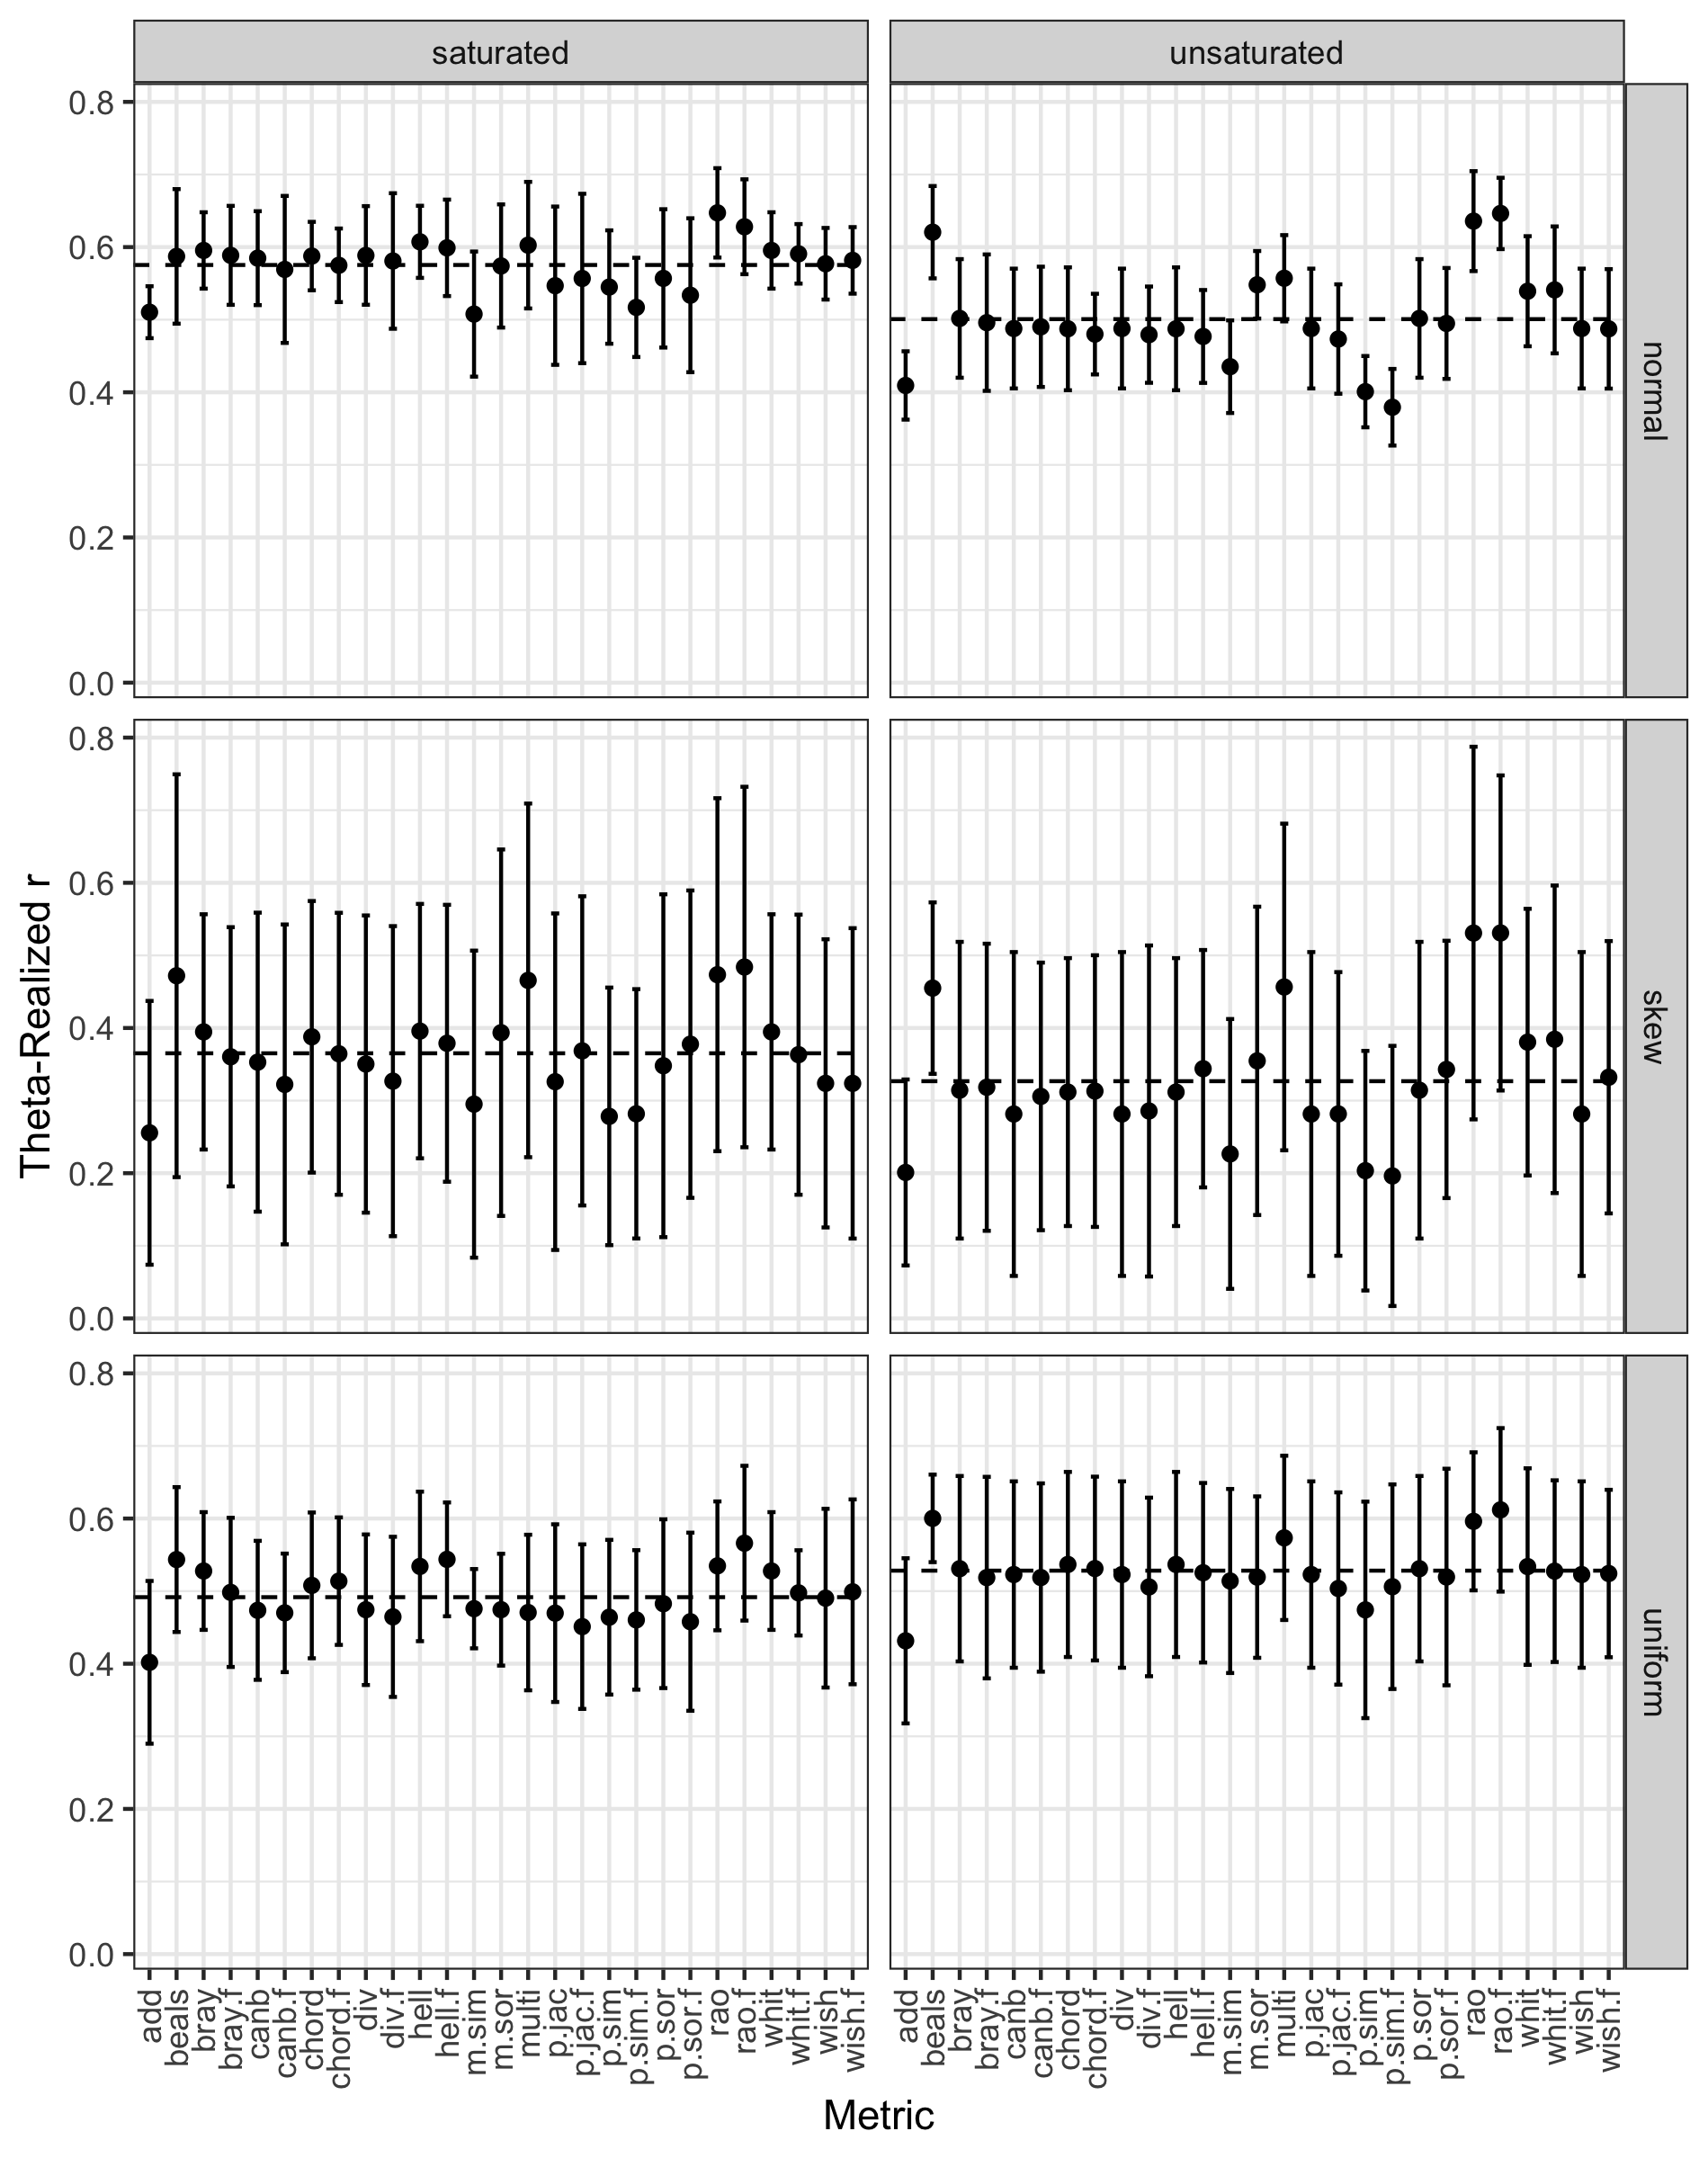 saturated
unsaturated
0.8
0.6
0.4
0.2
0.0
normal
0.8
0.6
0.4
0.2
0.0
skew
0.8
0.6
0.4
0.2
0.0
uniform
Theta-Realized r
add
beals
bray
bray.f
canb
canb.f
chord
chord.f
div
div.f
hell
hell.f
m.sim
m.sor
multi
p.jac
p.jac.f
p.sim
p.sim.f
p.sor
p.sor.f
rao
rao.f
whit
whit.f
wish
wish.f
add
beals
bray
bray.f
canb
canb.f
chord
chord.f
div
div.f
hell
hell.f
m.sim
m.sor
multi
p.jac
p.jac.f
p.sim
p.sim.f
p.sor
p.sor.f
rao
rao.f
whit
whit.f
wish
wish.f
Metric